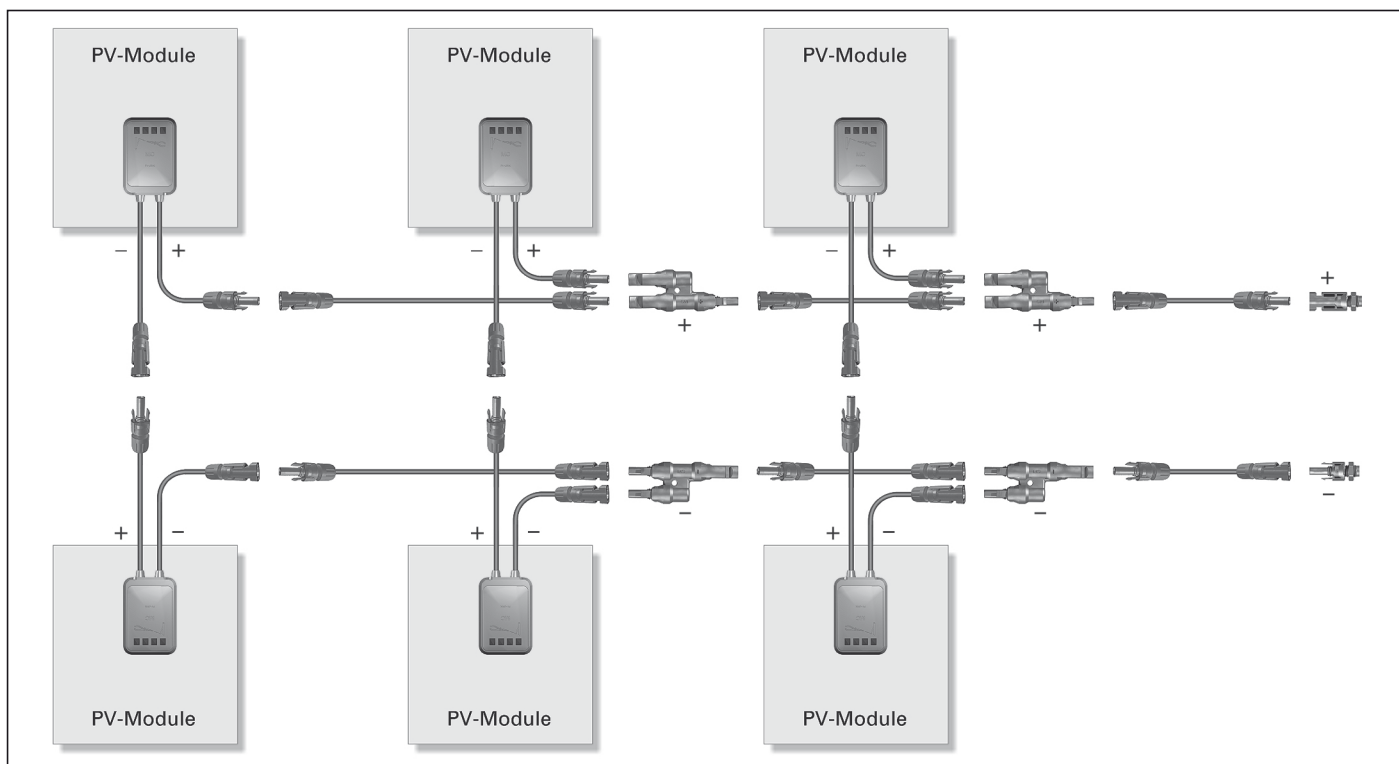 PV-Module PV-Module PV-Module
− + − + − +
+
+ +
− − −
+ − + − + −
PV-Module PV-Module PV-Module